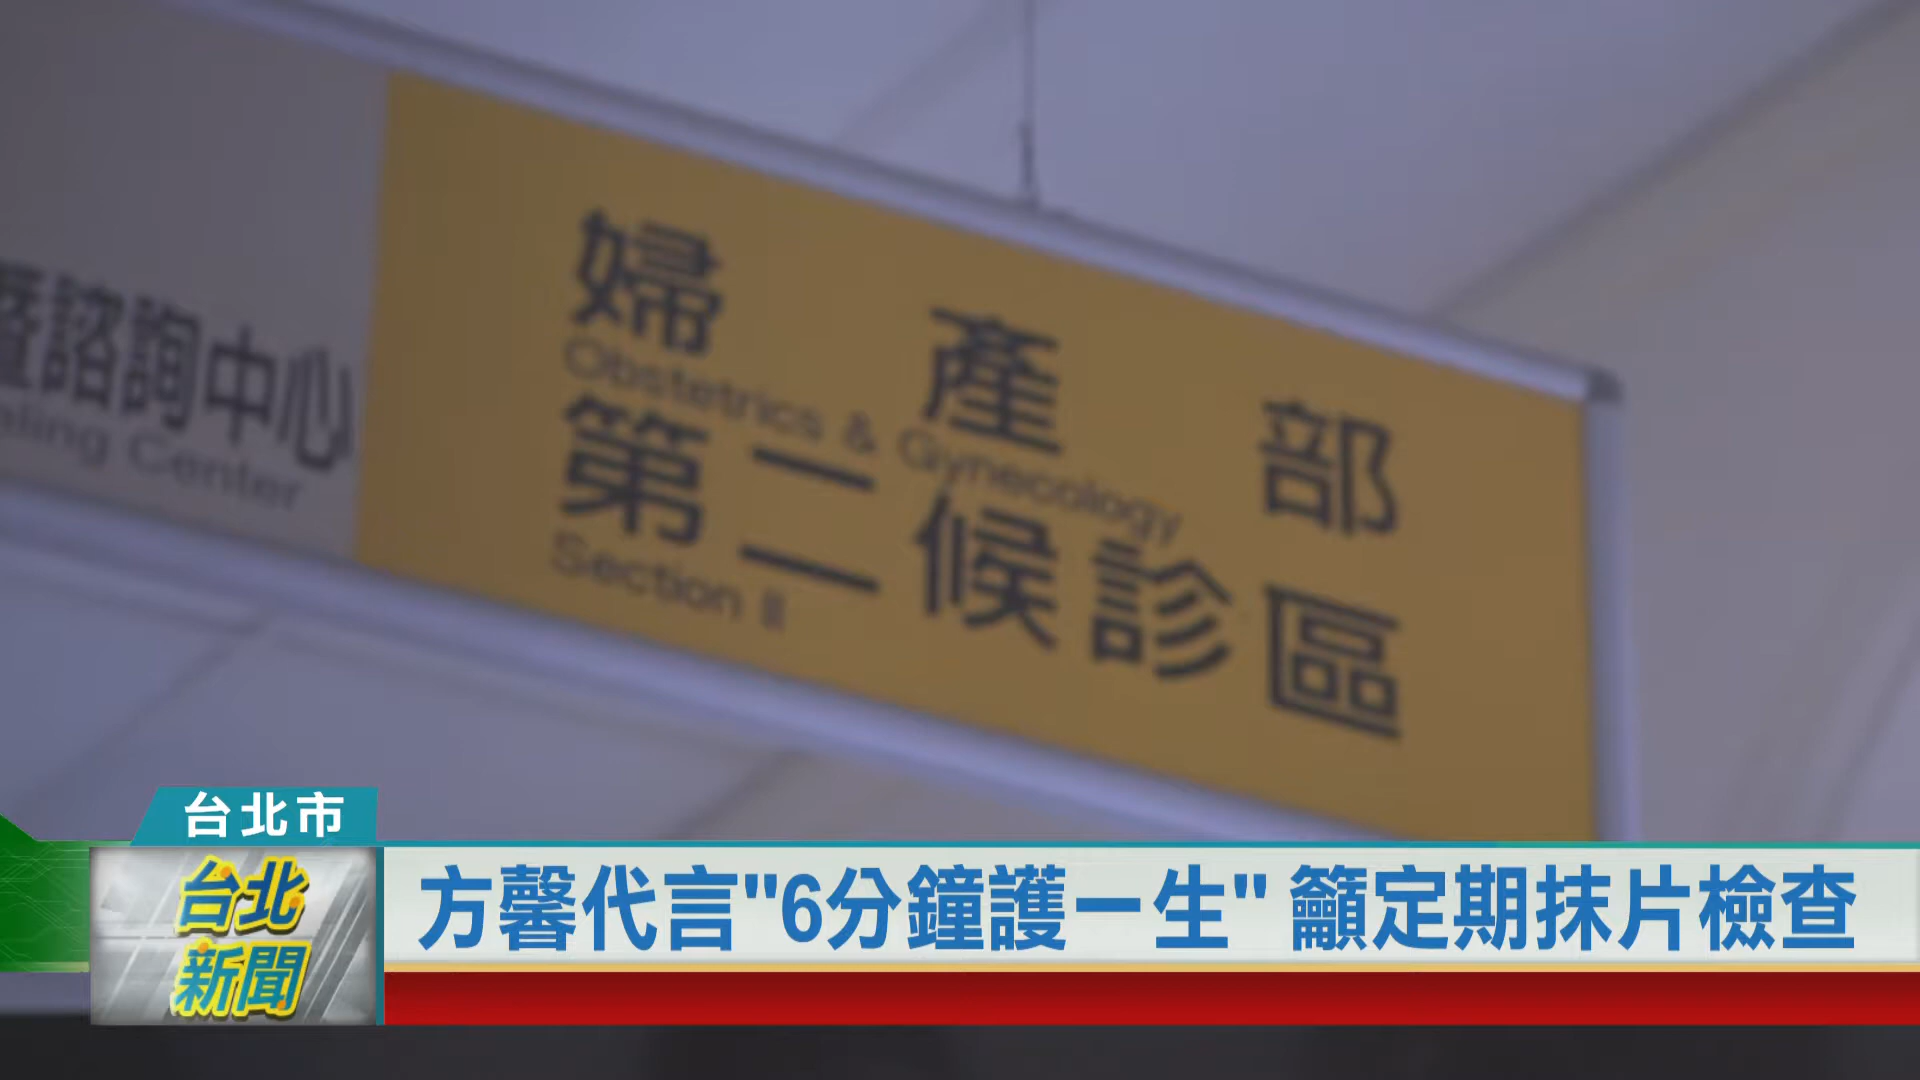 暨諮詢中心
Center
婦產部
Obstetrics & Gynecology
第二候診區
Section II
台北市
台北
新聞
方馨代言"6分鐘護一生" 籲定期抹片檢查